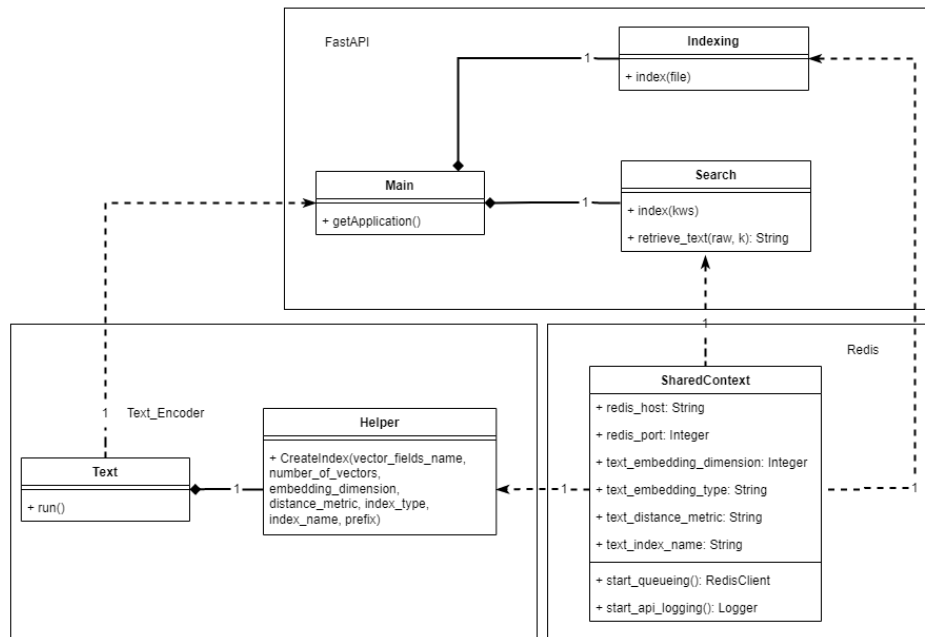 FastAPI
Indexing
+ index(file)
1
Main
+ getApplication()
1
Search
+ index(kws)
+ retrieve_text(raw, k): String
1
Text_Encoder
1
Text
+ run()
1
Helper
+ CreateIndex(vector_fields_name,
number_of_vectors,
embedding_dimension,
distance_metric, index_type,
index_name, prefix)
1
Redis
SharedContext
+ redis_host: String
+ redis_port: Integer
+ text_embedding_dimension: Integer
+ text_embedding_type: String
+ text_distance_metric: String
+ text_index_name: String
+ start_queueing(): RedisClient
+ start_api_logging(): Logger
1